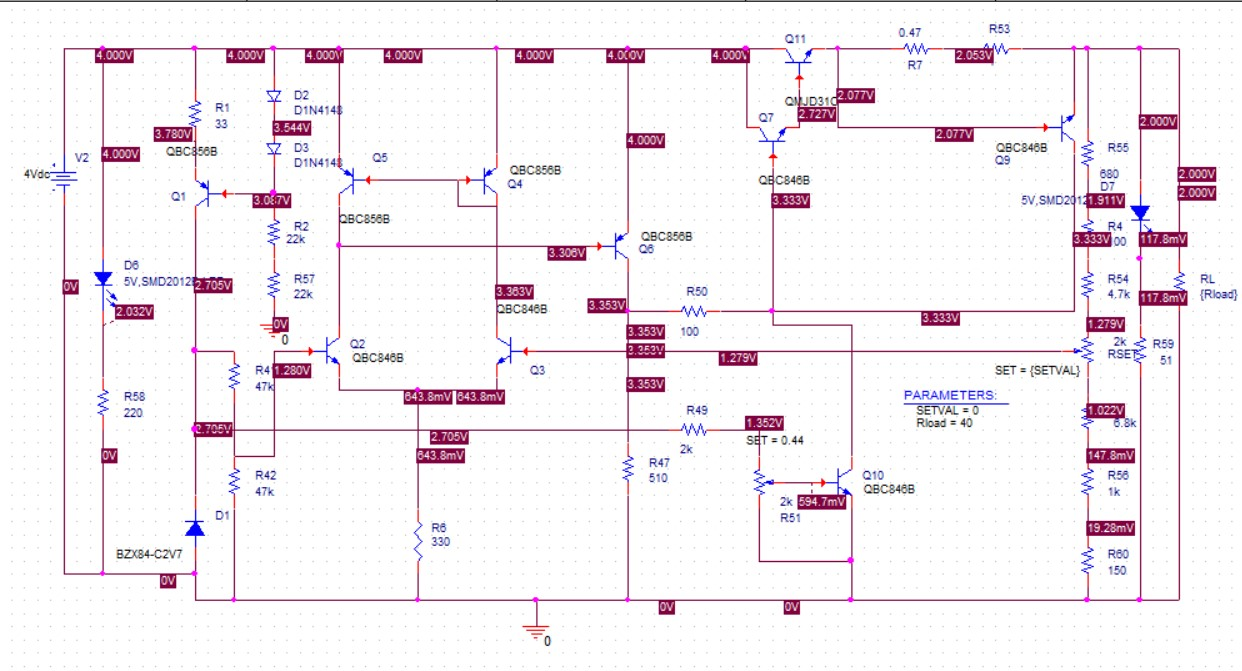 Q11
0.47
R53
4.000V
4.000V
4.000V
4.000V
4.000V
4.000V
4.000V
2.053V
R7
R1
33
D2
D1N4148
3.780V
3.544V
QBC856B
D3
D1N4148
V2
4Vdc
4.000V
Q1
3.087V
R2
22k
R57
22k
0V
0
Q5
QBC856B
QBC856B
Q4
3.306V
4.000V
QBC856B
Q6
QMJD31C
Q7
2.727V
QBC846B
3.333V
2.077V
2.077V
QBC846B
Q9
R55
680
D7
5V,SMD2012
1.911V
2.000V
2.000V
2.000V
R4
00
3.333V
117.8mV
117.8mV
RL
{Rload}
R54
4.7k
D6
5V,SMD2012
0V
2.032V
2.705V
3.363V
QBC846B
3.353V
3.353V
3.353V
3.353V
R50
100
3.333V
1.279V
2k
RSET
SET = {SETVAL}
R59
51
Q2
QBC846B
1.280V
Q3
1.279V
R4
47k
R58
220
0V
643.8mV
643.8mV
643.8mV
2.705V
2.705V
R49
2k
1.352V
SET = 0.44
PARAMETERS:
SETVAL = 0
Rload = 40
1.022V
6.8k
147.8mV
R56
1k
19.28mV
R60
150
R42
47k
R47
510
2k
R51
594.7mV
Q10
QBC846B
D1
BZX84-C2V7
R6
330
0V
0V
0V
0